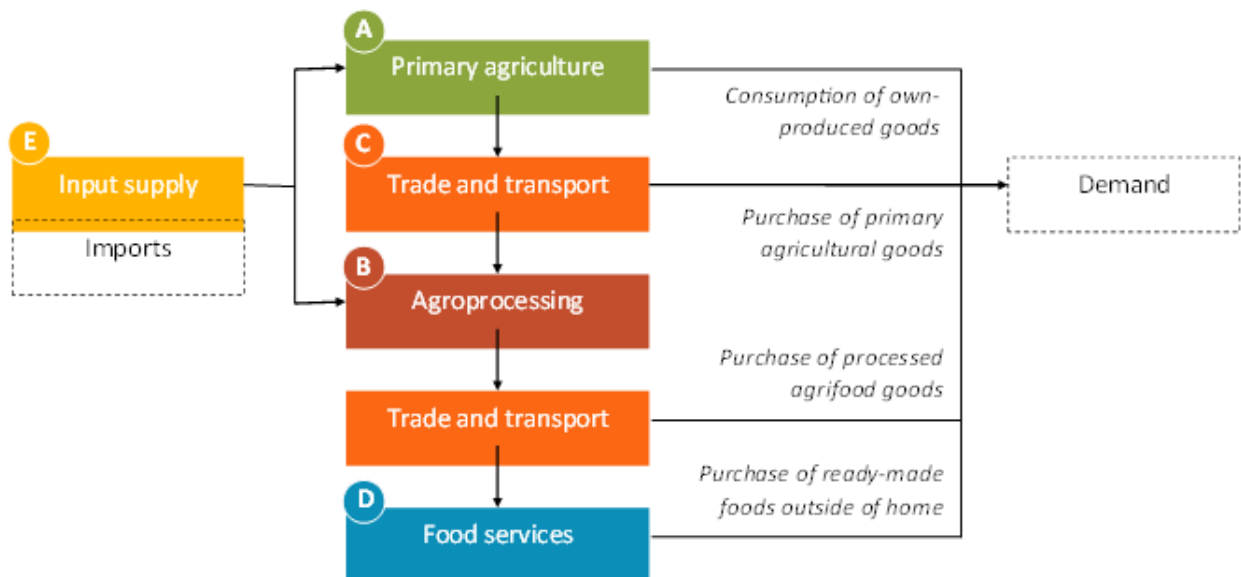 A
Primary agriculture
Consumption of own-
produced goods
E
Input supply
Imports
C
Trade and transport
Demand
Purchase of primary
agricultural goods
B
Agroprocessing
Purchase of processed
agrifood goods
Trade and transport
Purchase of ready-made
foods outside of home
D
Food services